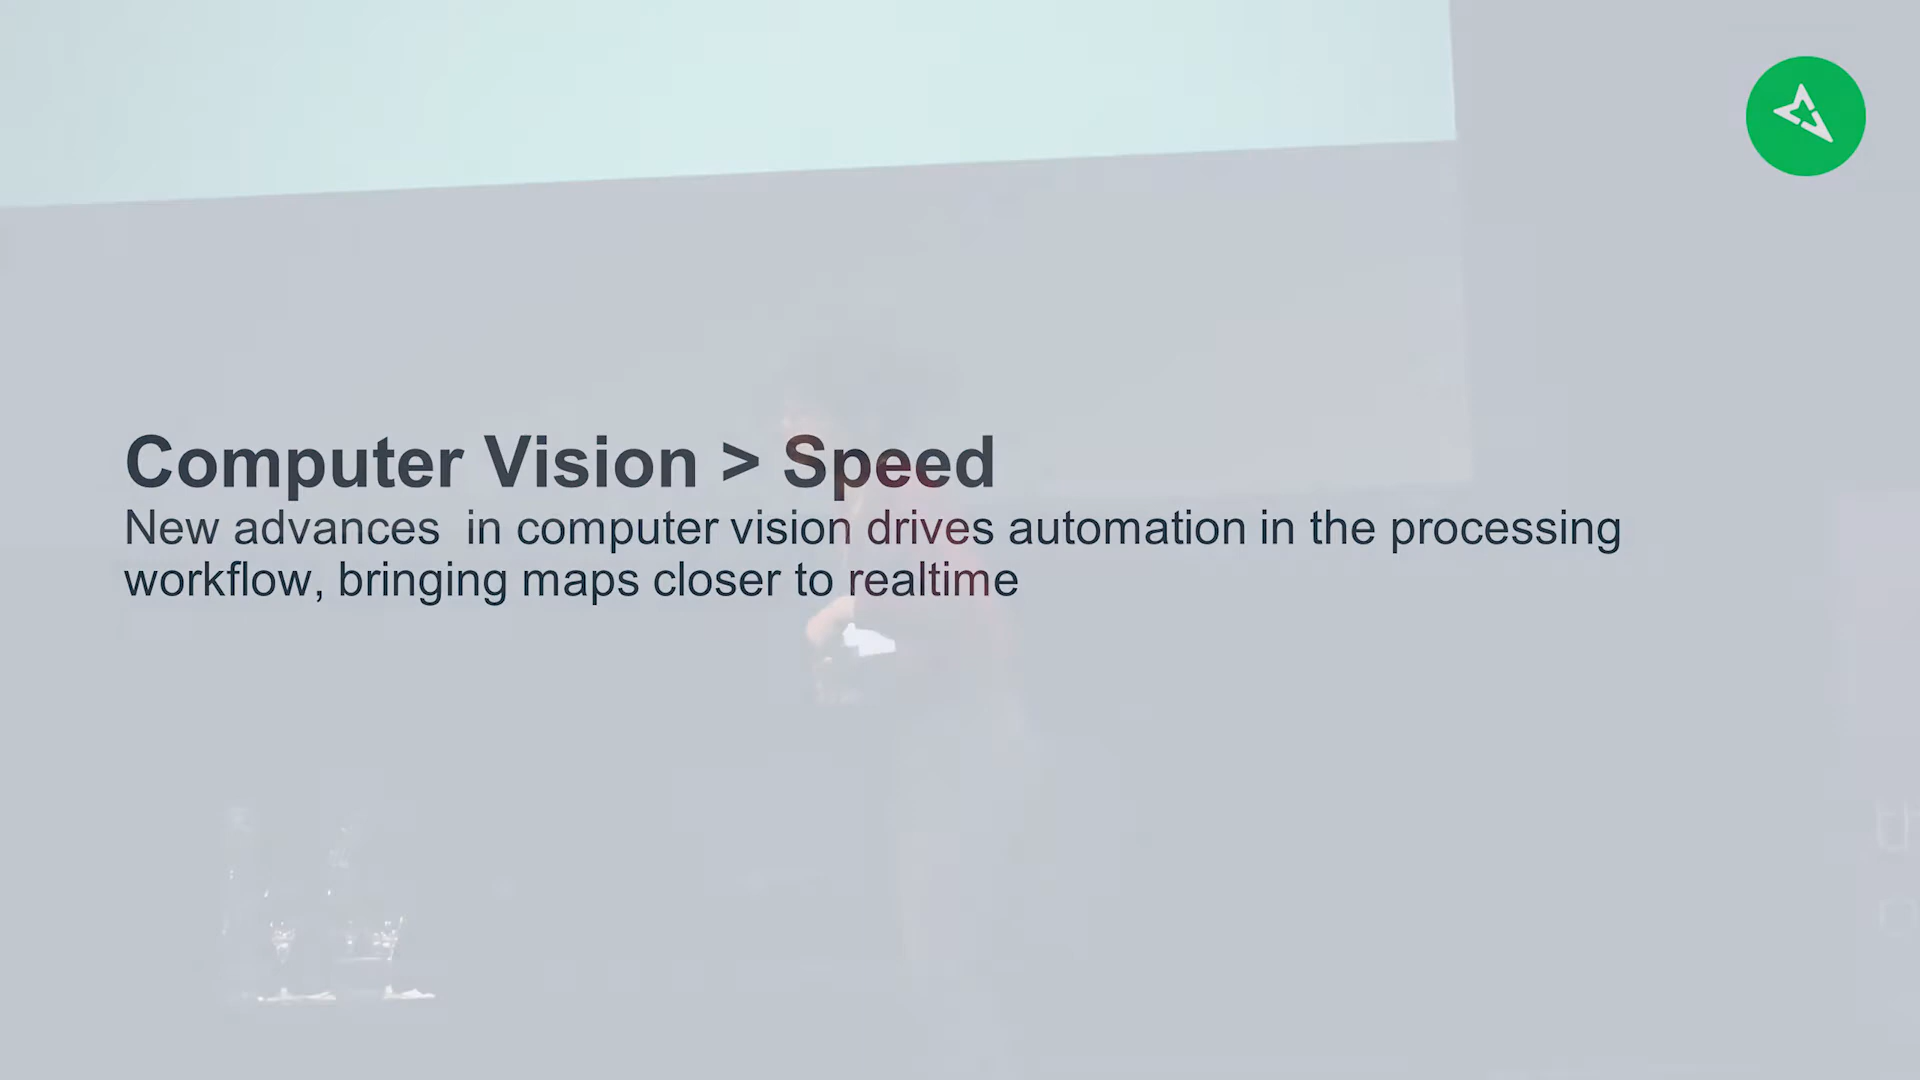 Computer Vision > Speed
New advances  in computer vision drives automation in the processing
workflow, bringing maps closer to realtime